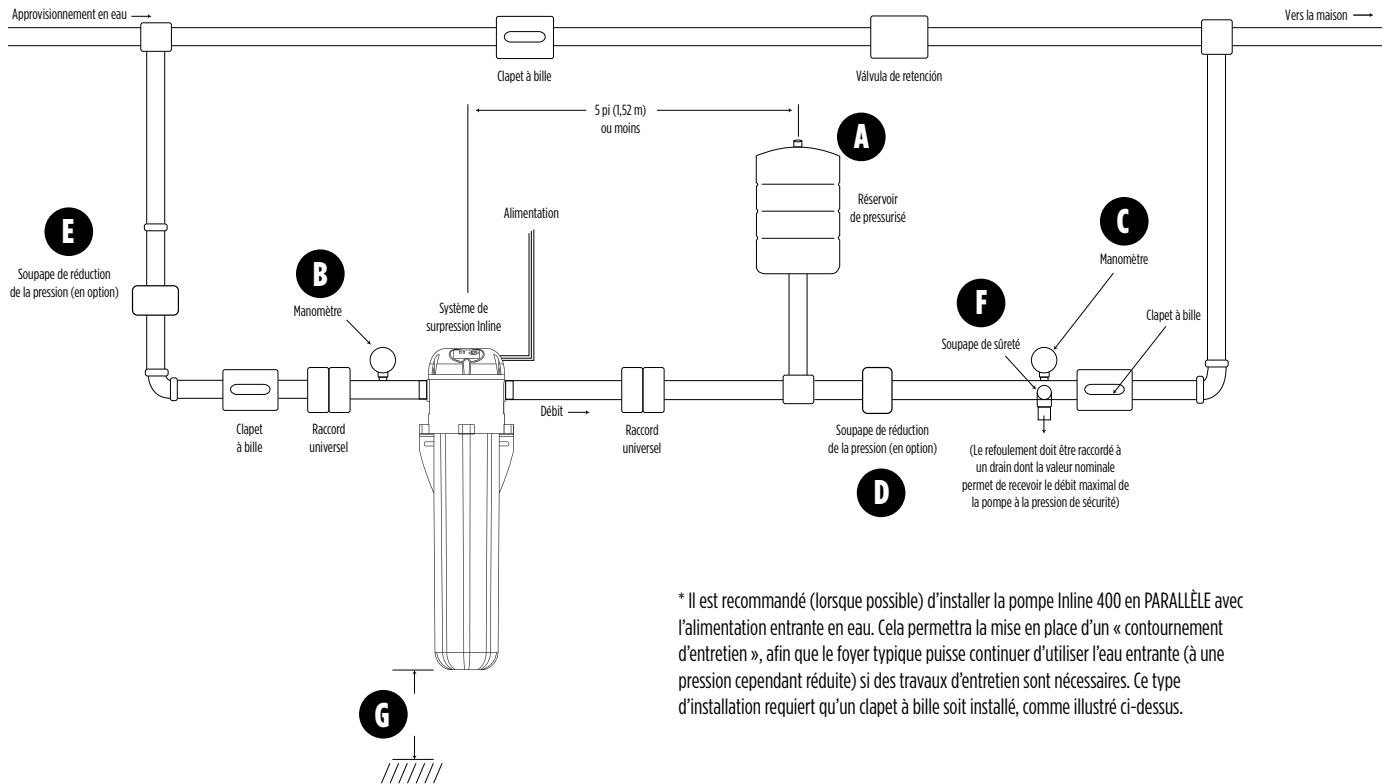 Approvisionnement en eau
Vers la maison
Clapet à bille
Válvula de retención
5 pi (1,52 m)
ou moins
A
Réservoir
de pressurisé
Alimentation
E
Soupape de réduction
de la pression (en option)
B
Manomètre
Système de
surpression Inline
C
Manomètre
F
Soupape de sûreté
Clapet à bille
Clapet
à bille
Raccord
universel
Débit
Raccord
universel
Soupape de réduction
de la pression (en option)
D
(Le refoulement doit être raccordé à
un drain dont la valeur nominale
permet de recevoir le débit maximal de
la pompe à la pression de sécurité)
G
* Il est recommandé (lorsque possible) d'installer la pompe Inline 400 en PARALLÈLE avec
l'alimentation entrante en eau. Cela permettra la mise en place d'un « contournement
d'entretien », afin que le foyer typique puisse continuer d'utiliser l'eau entrante (à une
pression cependant réduite) si des travaux d'entretien sont nécessaires. Ce type
d'installation requiert qu'un clapet à bille soit installé, comme illustré ci-dessus.